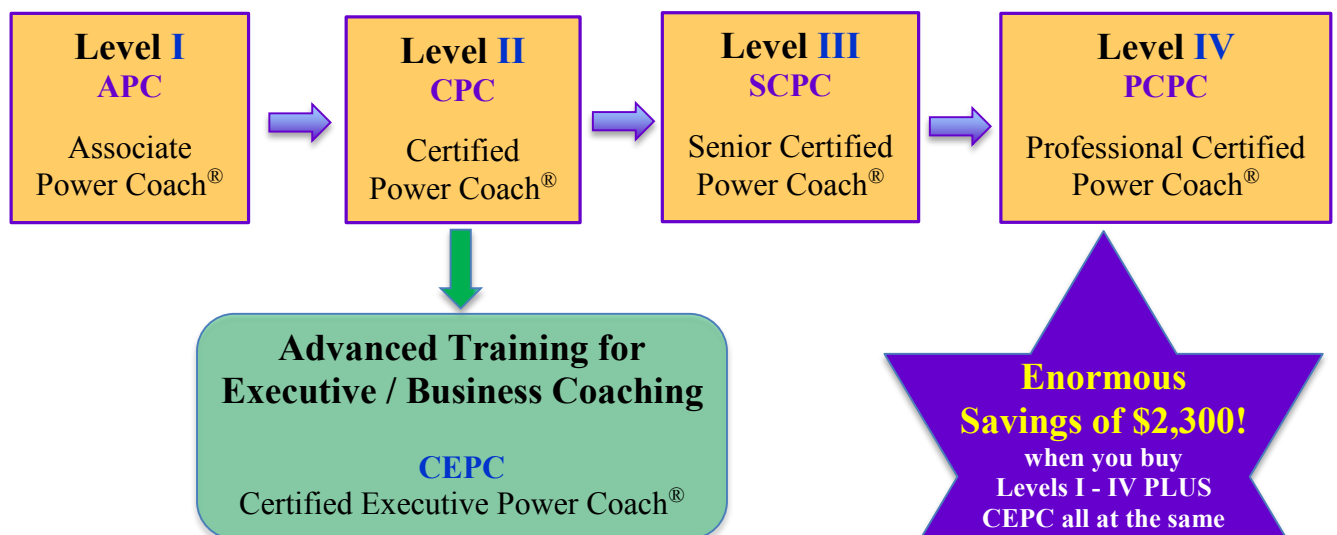 Level I
APC
Associate
Power Coach®
Level II
CPC
Certified
Power Coach®
Level III
SCPC
Senior Certified
Power Coach®
Level IV
PCPC
Professional Certified
Power Coach®
Advanced Training for
Executive / Business Coaching
CEPC
Certified Executive Power Coach®
Enormous
Savings of $2,300!
when you buy
Levels I - IV PLUS
CEPC all at the same